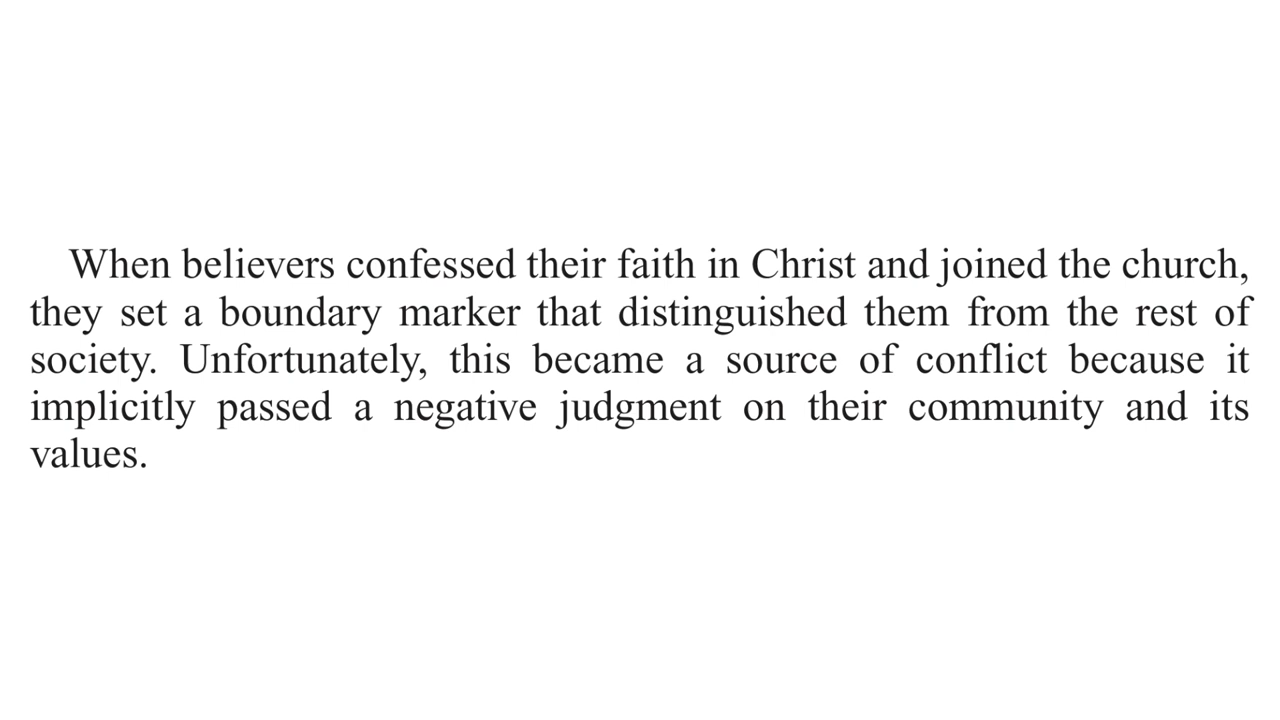 When believers confessed their faith in Christ and joined the church,
they set a boundary marker that distinguished them from the rest of
society. Unfortunately, this became a source of conflict because it
implicitly passed a negative judgment on their community and its
values.